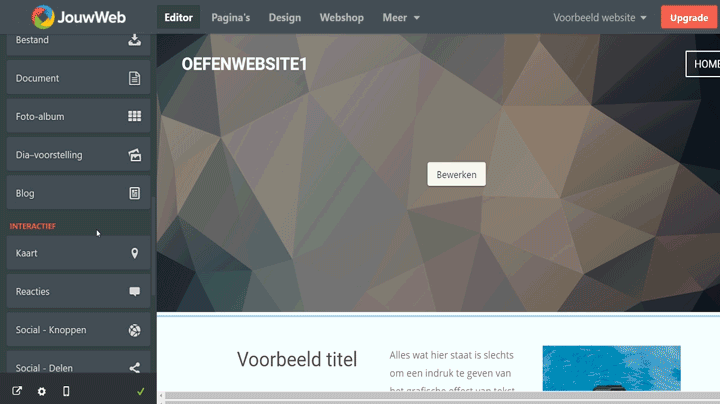 JouwWeb
Editor
Pagina's
Design
Webshop
Meer
Voorbeeld website
Upgrade
Bestand
Document
Foto-album
Dia-voorstelling
Blog
INTERACTIEF
Kaart
Reacties
Social - Knoppen
Social - Delen
OEFENWEBSITE1
HOME
Bewerken
Voorbeeld titel
Alles wat hier staat is slechts
om een indruk te geven van
het grafische effect van tekst